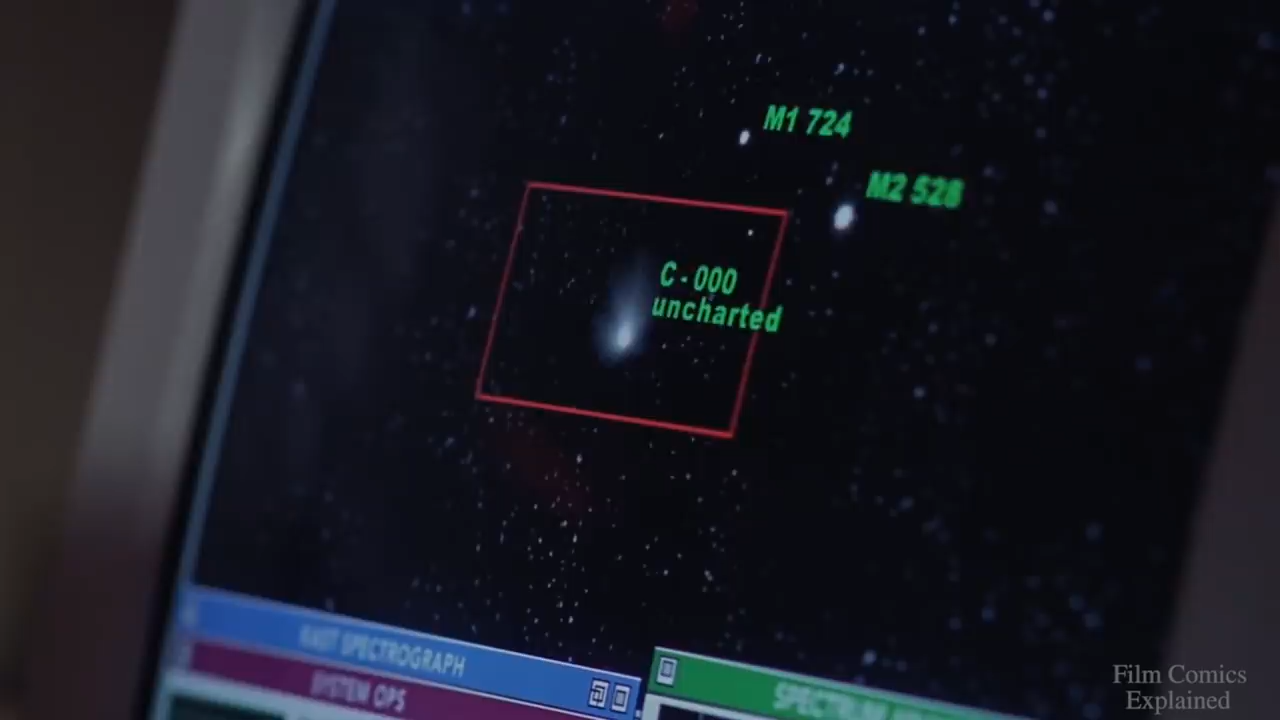 M1 724
M2 528
C - 000
uncharted
SPECTROGRAPH
SYSTEM OPS
Film Comics
Explained